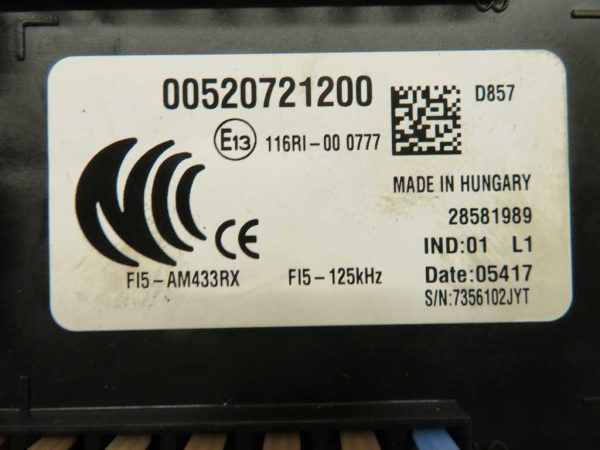 00520721200
D857
E13 116RI-00 0777
MADE IN HUNGARY
28581989
CE
IND:01 L1
FI5-AM433RX FI5-125kHz Date:05417
S/N:7356102JYT